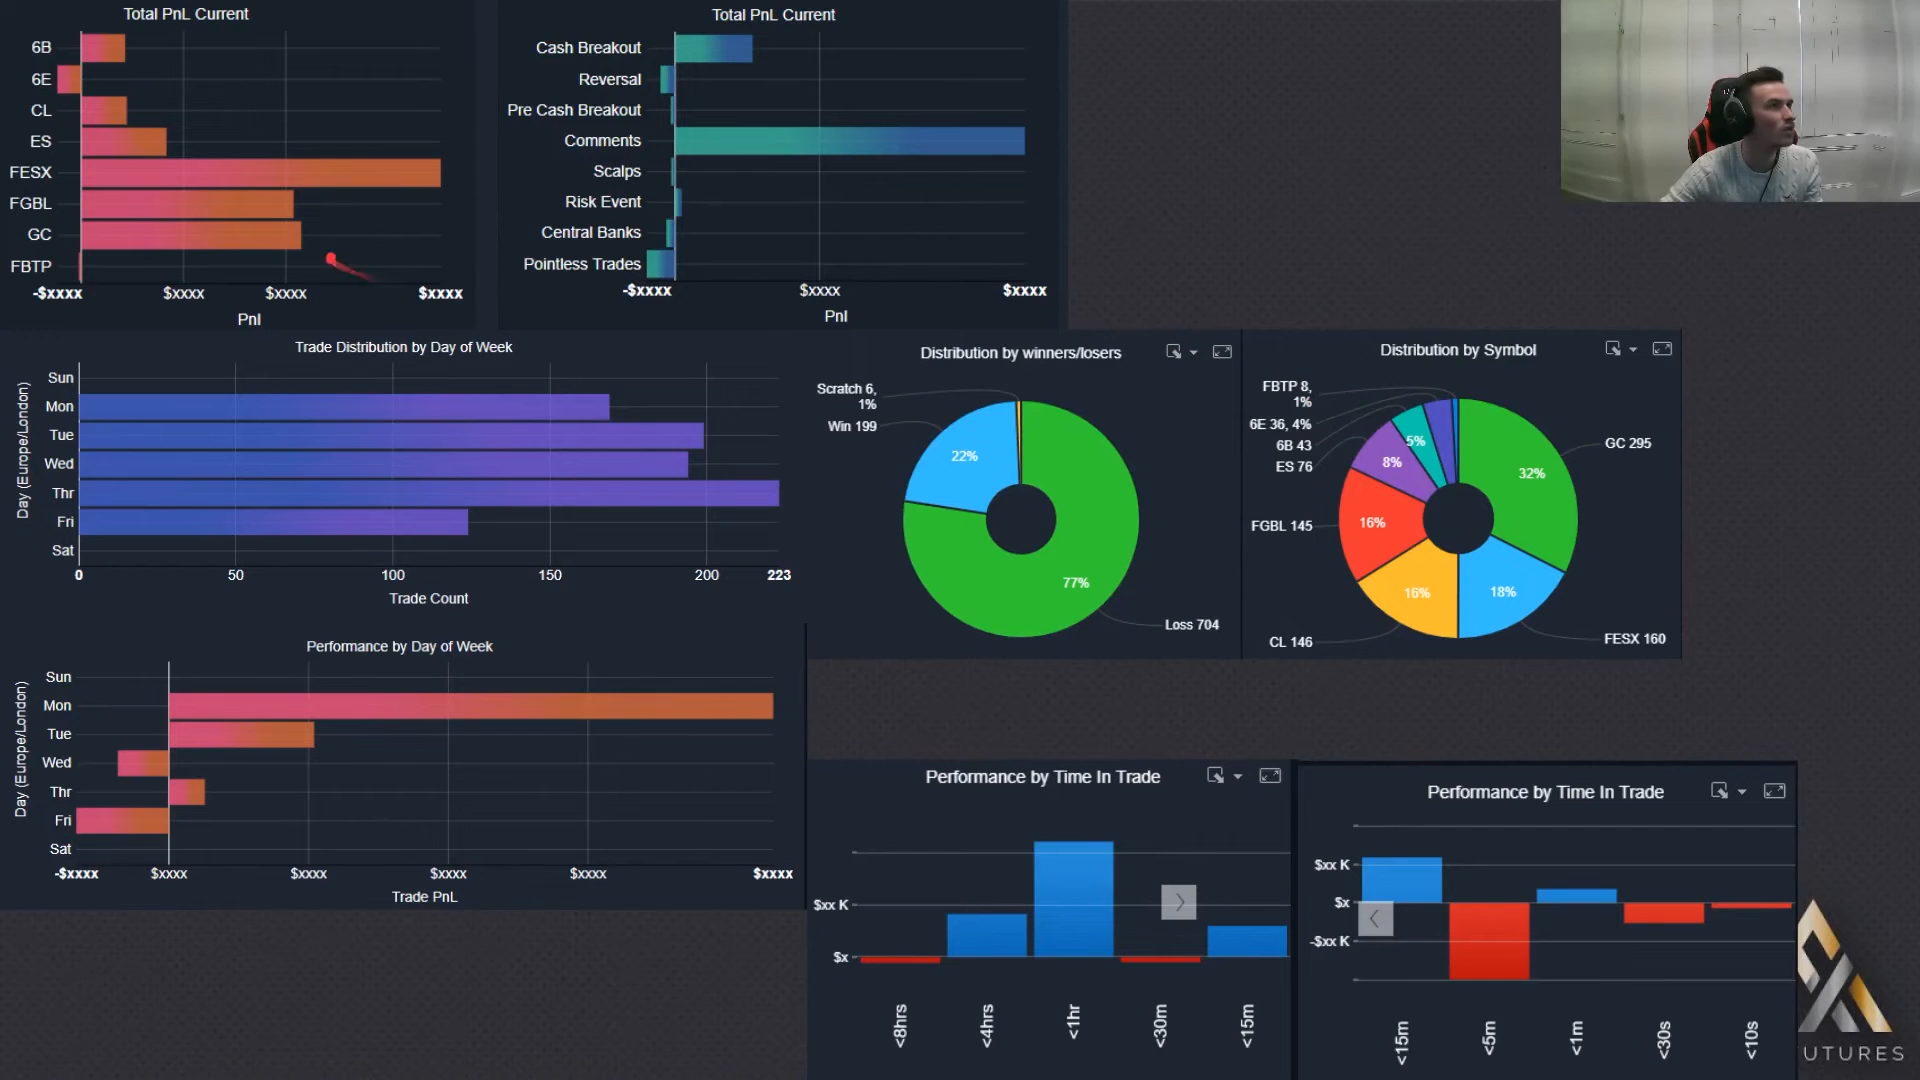 Total PnL Current
6B
6E
CL
ES
FESX
FGBL
GC
FBTP
-$xxxx
$xxxx
$xxxx
$xxxx
Pnl
Total PnL Current
Cash Breakout
Reversal
Pre Cash Breakout
Comments
Scalps
Risk Event
Central Banks
Pointless Trades
-$xxxx
$xxxx
$xxxx
Pnl
Trade Distribution by Day of Week
Day (Europe/London)
Sun
Mon
Tue
Wed
Thr
Fri
Sat
0
50
100
150
200
223
Trade Count
Distribution by winners/losers
Scratch 6,
1%
Win 199
22%
77%
Loss 704
Distribution by Symbol
FBTP 8,
1%
6E 36, 4%
6B 43
ES 76
5%
8%
GC 295
32%
FGBL 145
16%
16%
18%
CL 146
FESX 160
Performance by Day of Week
Day (Europe/London)
Sun
Mon
Tue
Wed
Thr
Fri
Sat
-$xxxx
$xxxx
$xxxx
$xxxx
$xxxx
$xxxx
Trade PnL
Performance by Time In Trade
$xx K
$x
<8hrs
<4hrs
<1hr
<30m
<15m
Performance by Time In Trade
$xx K
$x
-$xx K
<15m
<5m
<1m
<30s
<10s
UTURES